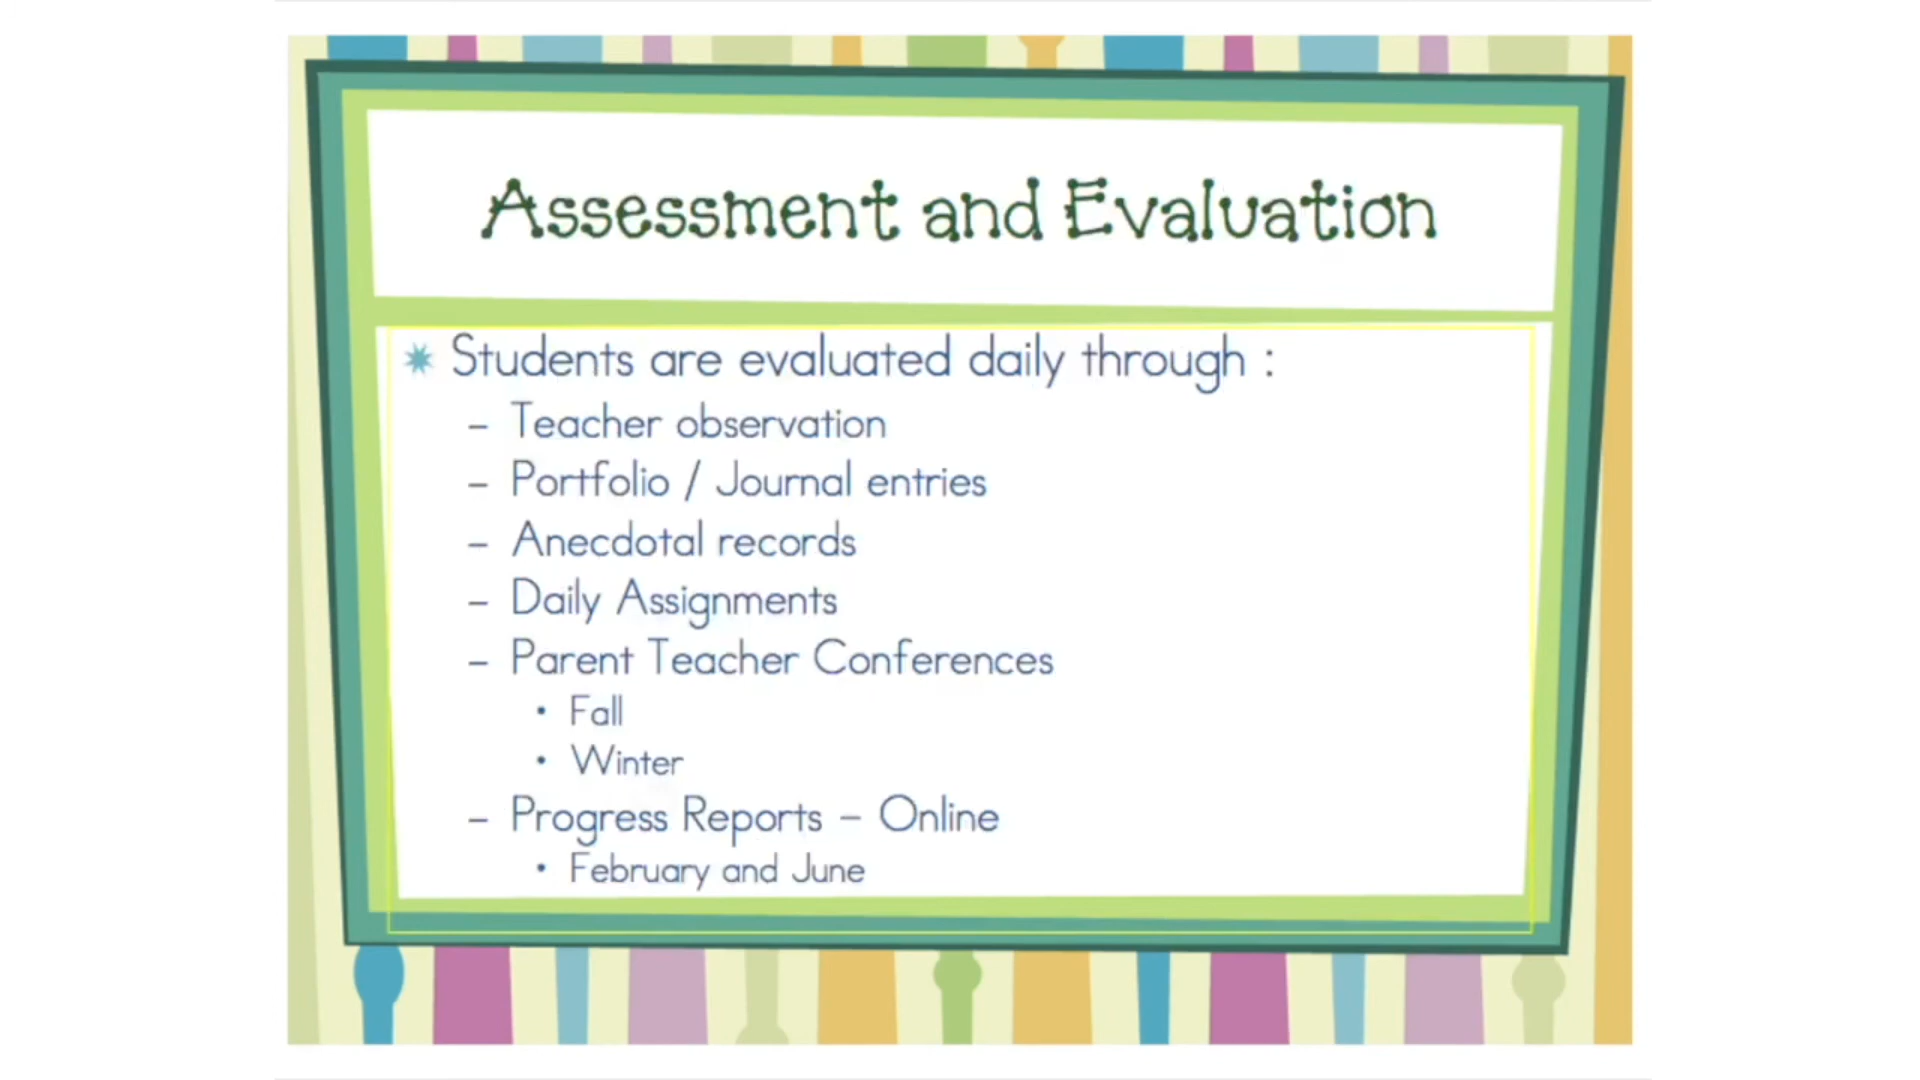 Assessment and Evaluation
Students are evaluated daily through :
– Teacher observation
– Portfolio / Journal entries
– Anecdotal records
– Daily Assignments
– Parent Teacher Conferences
• Fall
• Winter
– Progress Reports – Online
• February and June